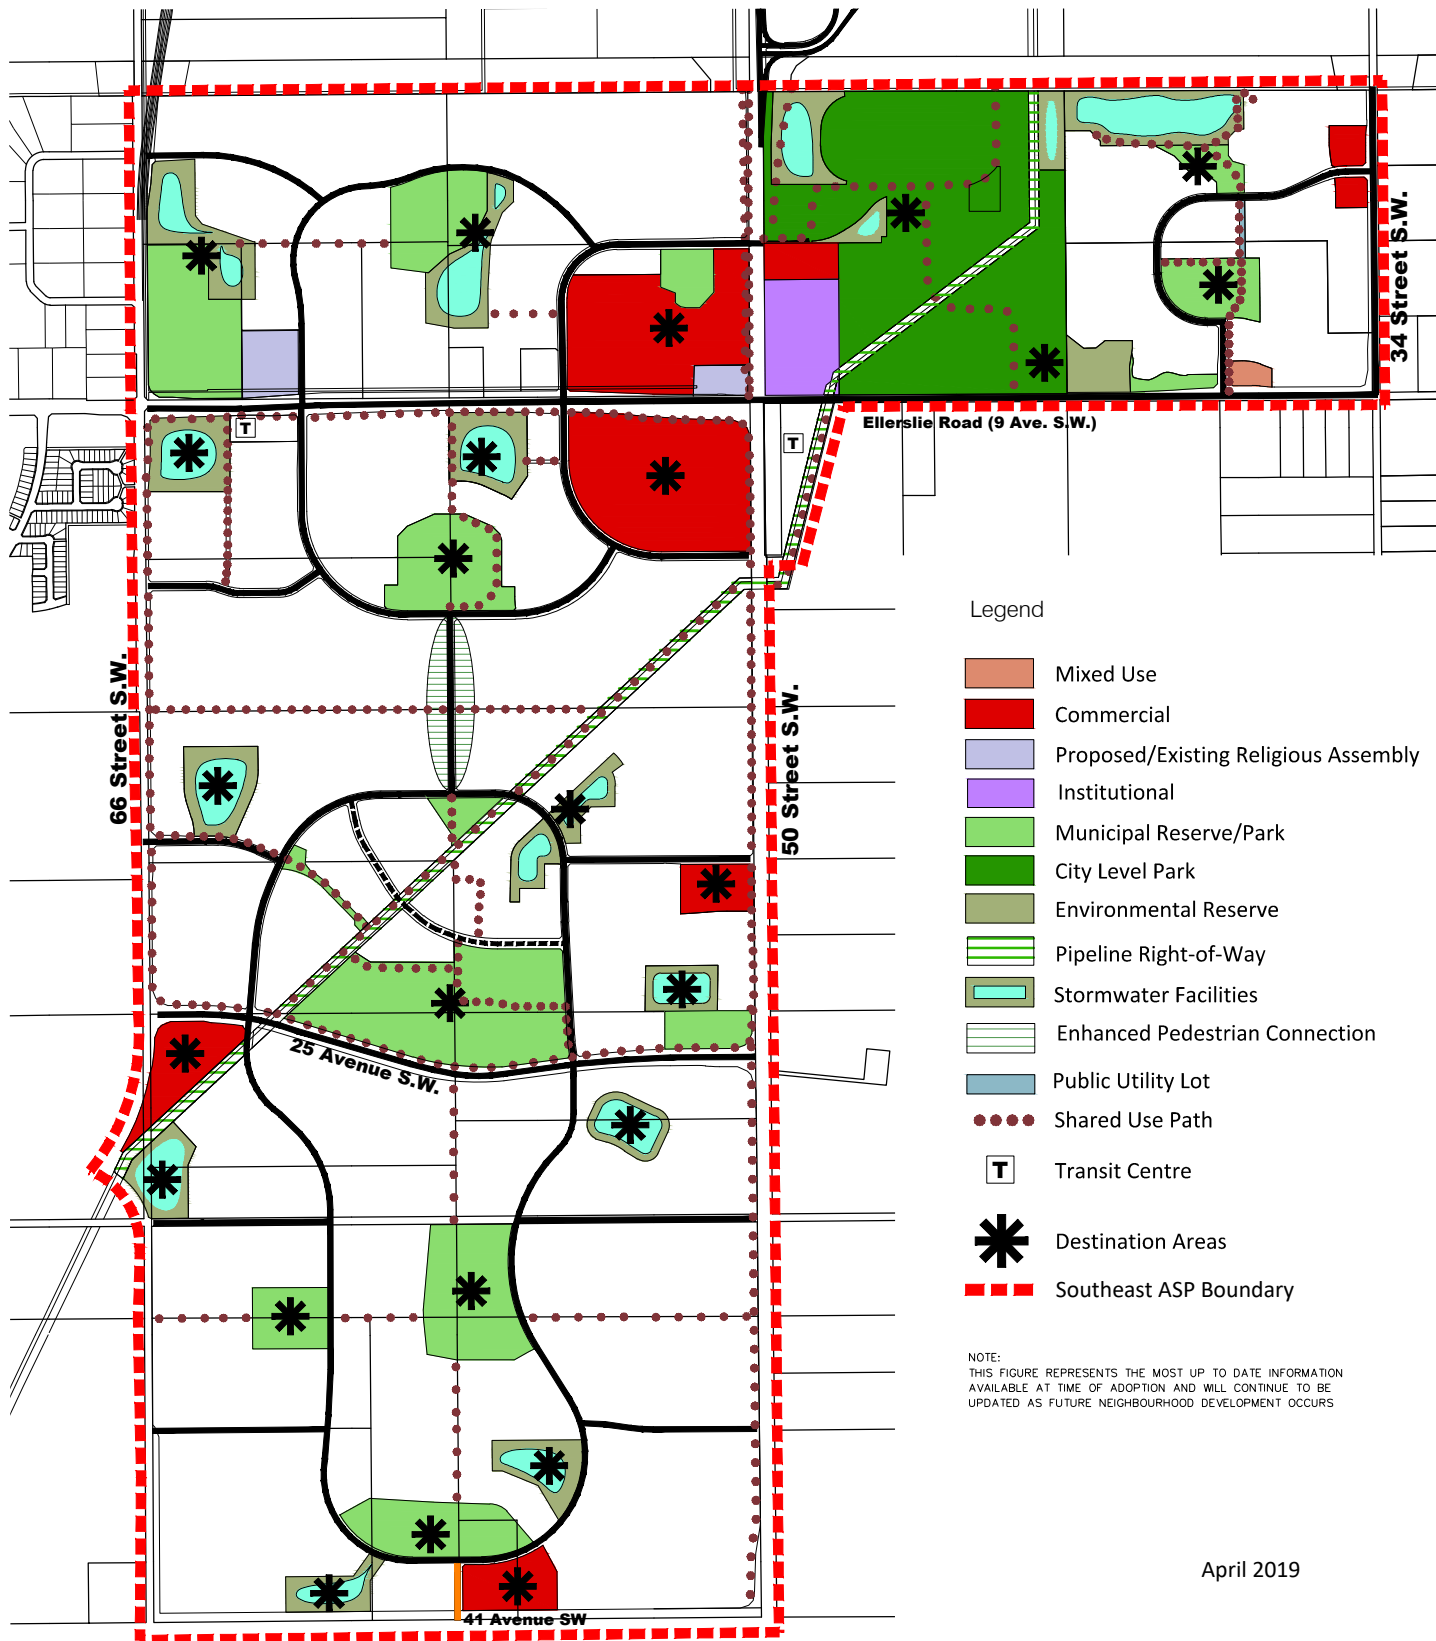 34 Street S.W.
T
T
Ellerslie Road (9 Ave. S.W.)
66 Street S.W.
50 Street S.W.
25 Avenue S.W.
41 Avenue SW
Legend
Mixed Use
Commercial
Proposed/Existing Religious Assembly
Institutional
Municipal Reserve/Park
City Level Park
Environmental Reserve
Pipeline Right-of-Way
Stormwater Facilities
Enhanced Pedestrian Connection
Public Utility Lot
Shared Use Path
T Transit Centre
Destination Areas
Southeast ASP Boundary
NOTE:
THIS FIGURE REPRESENTS THE MOST UP TO DATE INFORMATION
AVAILABLE AT TIME OF ADOPTION AND WILL CONTINUE TO BE
UPDATED AS FUTURE NEIGHBOURHOOD DEVELOPMENT OCCURS
April 2019